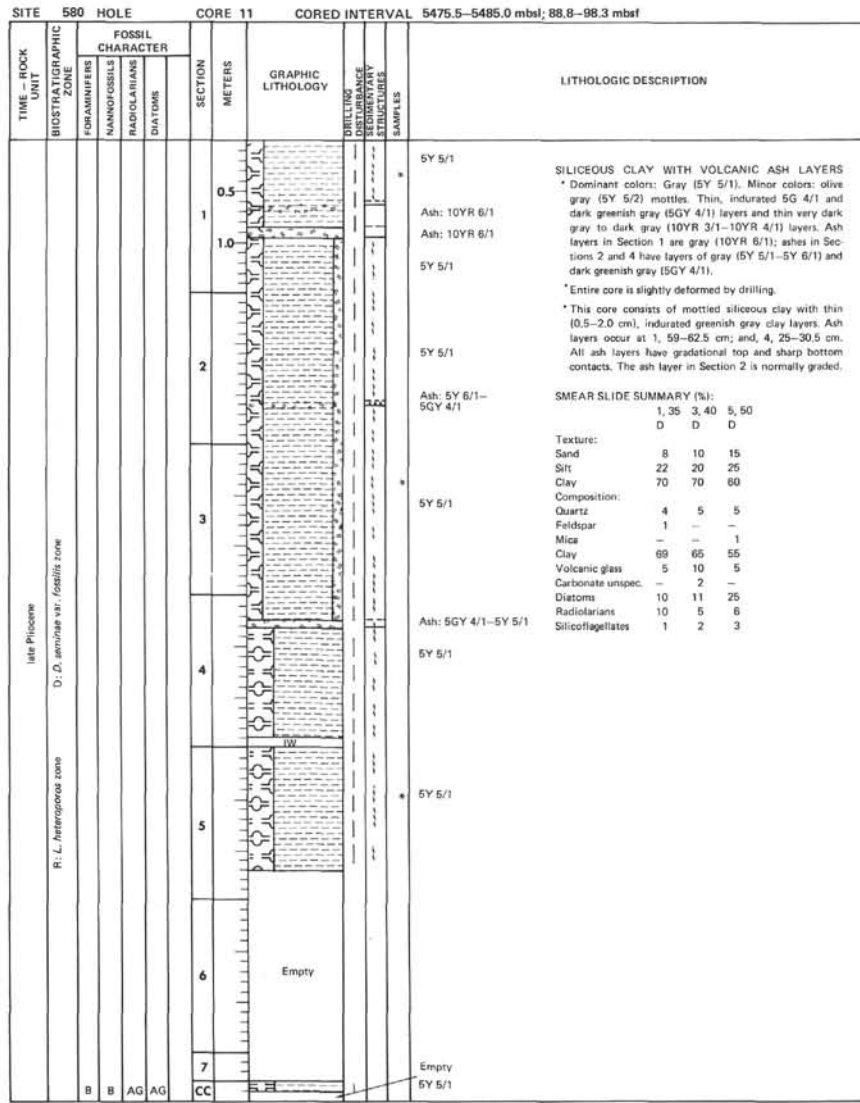 SITE 580 HOLE CORE 11 CORED INTERVAL 5475.5–5485.0 mbsl; 88.8–98.3 mbsf
TIME – ROCK UNIT
BIOSTRATIGRAPHIC ZONE
FOSSIL CHARACTER
FORAMINIFERS
NANNOFOSSILS
RADIOLARIANS
DIATOMS
SECTION
METERS
GRAPHIC LITHOLOGY
DRILLING DISTURBANCE
SEDIMENTARY STRUCTURES
SAMPLES
LITHOLOGIC DESCRIPTION
late Pliocene
R: L. heteroporos zone
D: D. seminae var. fossilis zone
B B AG AG
1
0.5
1.0
2
3
4
5
6
7
CC
IW
Empty
*
*
*
5Y 5/1
Ash: 10YR 6/1
Ash: 10YR 6/1
5Y 5/1
5Y 5/1
Ash: 5Y 6/1–
5GY 4/1
5Y 5/1
Ash: 5GY 4/1–5Y 5/1
5Y 5/1
5Y 5/1
Empty
5Y 5/1
SILICEOUS CLAY WITH VOLCANIC ASH LAYERS
* Dominant colors: Gray (5Y 5/1). Minor colors: olive
gray (5Y 5/2) mottles. Thin, indurated 5G 4/1 and
dark greenish gray (5GY 4/1) layers and thin very dark
gray to dark gray (10YR 3/1–10YR 4/1) layers. Ash
layers in Section 1 are gray (10YR 6/1); ashes in Sec-
tions 2 and 4 have layers of gray (5Y 5/1–5Y 6/1) and
dark greenish gray (5GY 4/1).
* Entire core is slightly deformed by drilling.
* This core consists of mottled siliceous clay with thin
(0.5–2.0 cm), indurated greenish gray clay layers. Ash
layers occur at 1, 59–62.5 cm; and, 4, 25–30.5 cm.
All ash layers have gradational top and sharp bottom
contacts. The ash layer in Section 2 is normally graded.
SMEAR SLIDE SUMMARY (%):
1, 35 3, 40 5, 50
D D D
Texture:
Sand 8 10 15
Silt 22 20 25
Clay 70 70 60
Composition:
Quartz 4 5 5
Feldspar 1 – –
Mica – – 1
Clay 69 65 55
Volcanic glass 5 10 5
Carbonate unspec. – 2 –
Diatoms 10 11 25
Radiolarians 10 5 6
Silicoflagellates 1 2 3